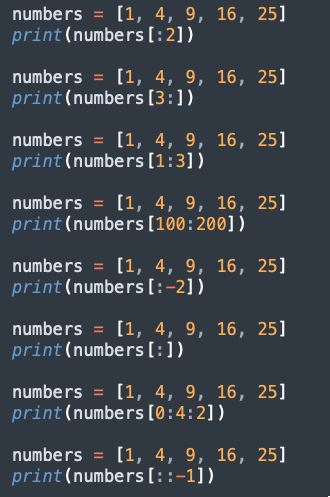 numbers = [1, 4, 9, 16, 25]
print(numbers[:2])
numbers = [1, 4, 9, 16, 25]
print(numbers[3:])
numbers = [1, 4, 9, 16, 25]
print(numbers[1:3])
numbers = [1, 4, 9, 16, 25]
print(numbers[100:200])
numbers = [1, 4, 9, 16, 25]
print(numbers[:-2])
numbers = [1, 4, 9, 16, 25]
print(numbers[:])
numbers = [1, 4, 9, 16, 25]
print(numbers[0:4:2])
numbers = [1, 4, 9, 16, 25]
print(numbers[::-1])